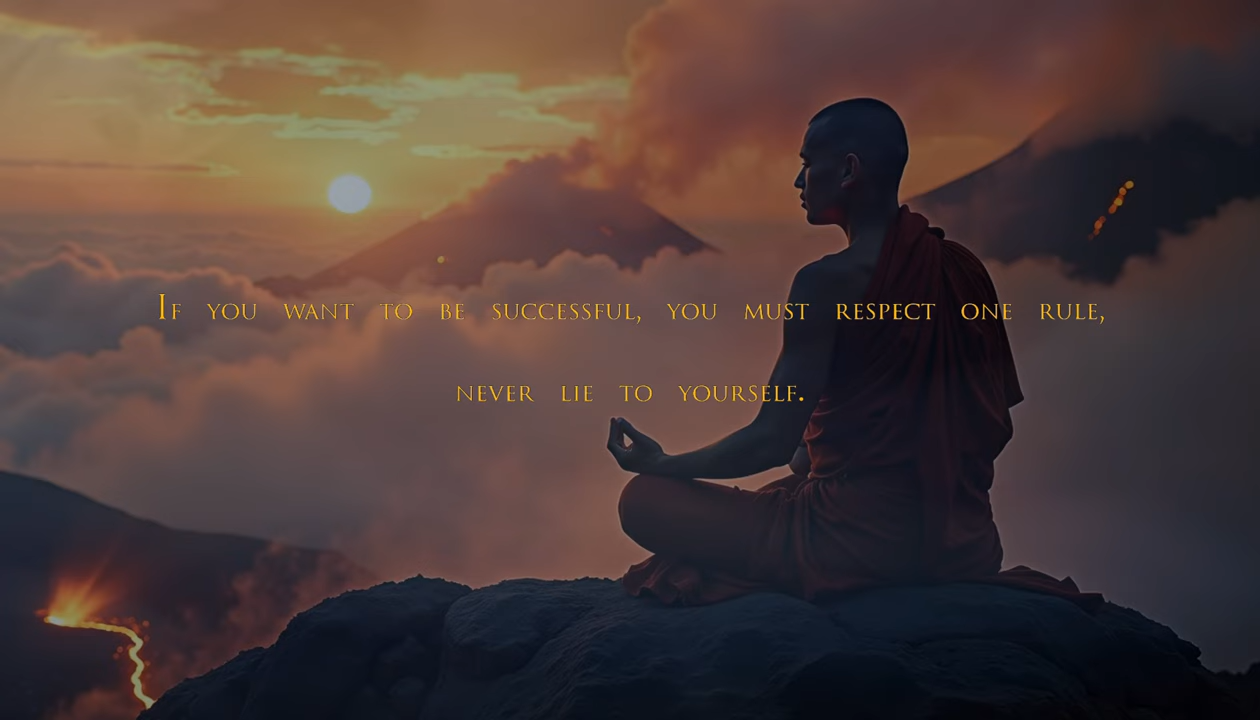 If you want to be successful, you must respect one rule,
never lie to yourself.